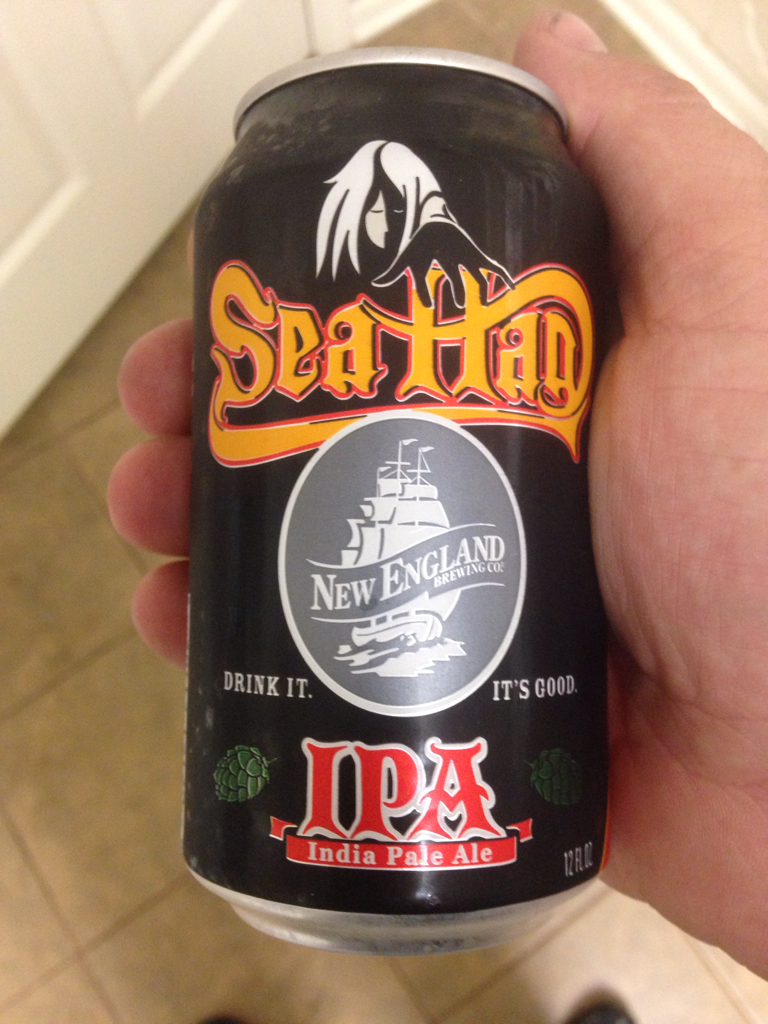 Sea Hag
NEW ENGLAND
BREWING CO.
DRINK IT. IT'S GOOD.
IPA
India Pale Ale
12 FL OZ